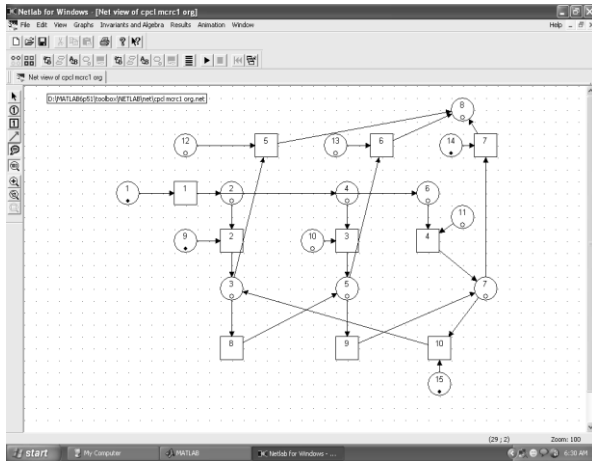 Netlab for Windows - [Net view of cpcl mcrc1 org]
File Edit View Graphs Invariants and Algebra Results Animation Window Help
Net view of cpcl mcrc1 org
D:\MATLAB6p51\toolbox\NETLAB\net\cpcl mcrc1 org.net
8
12 5 13 6 14 7
1 1 2 4 6
11
9 2 10 3 4
3 5 7
8 9 10
15
(29 ; 2) Zoom: 100
start My Computer MATLAB Netlab for Windows - ... 6:30 AM